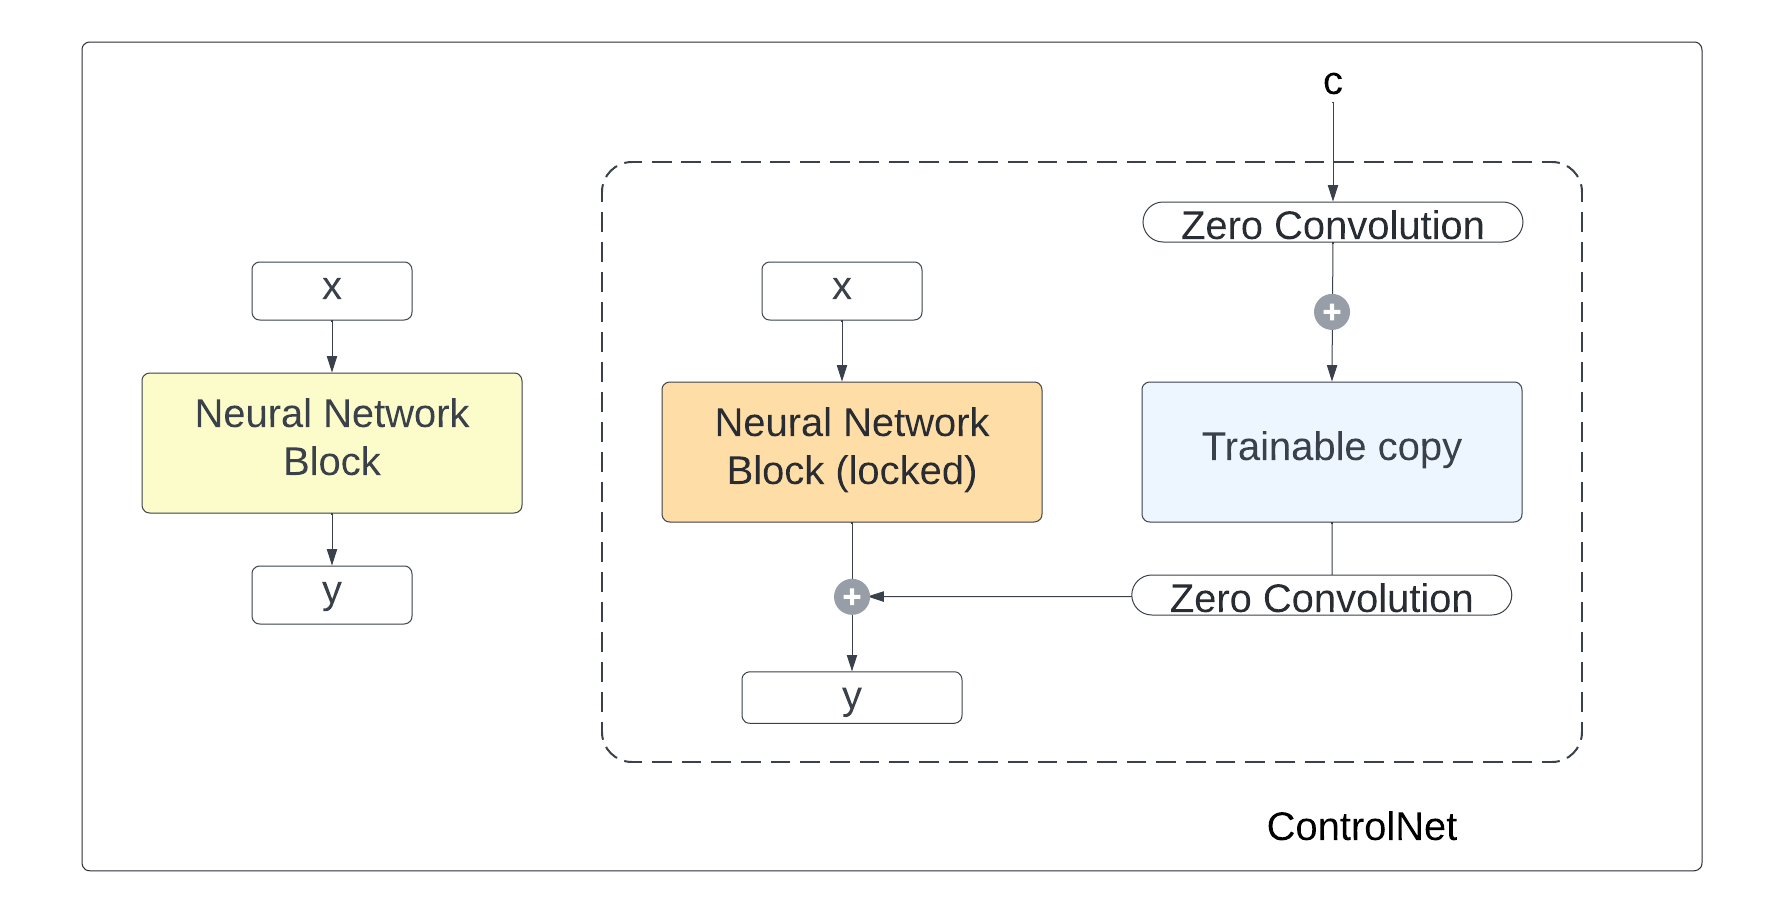 c
Zero Convolution
x
x
Neural Network
Block
Neural Network
Block (locked)
Trainable copy
y
Zero Convolution
y
ControlNet